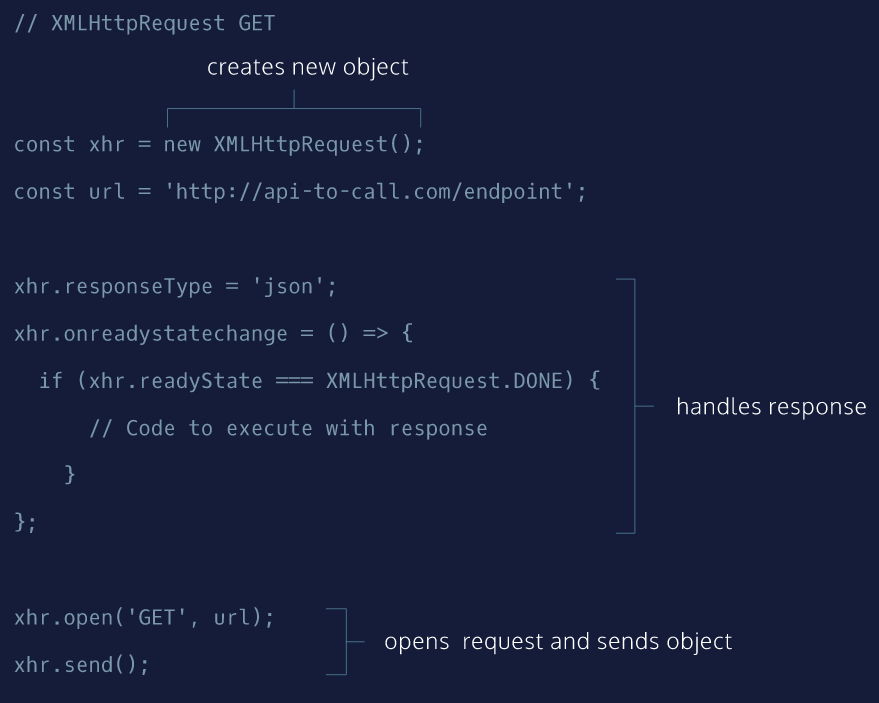 // XMLHttpRequest GET
creates new object
const xhr = new XMLHttpRequest();
const url = 'http://api-to-call.com/endpoint';
xhr.responseType = 'json';
xhr.onreadystatechange = () => {
if (xhr.readyState === XMLHttpRequest.DONE) {
handles response
// Code to execute with response
}
};
xhr.open('GET', url);
opens request and sends object
xhr.send();